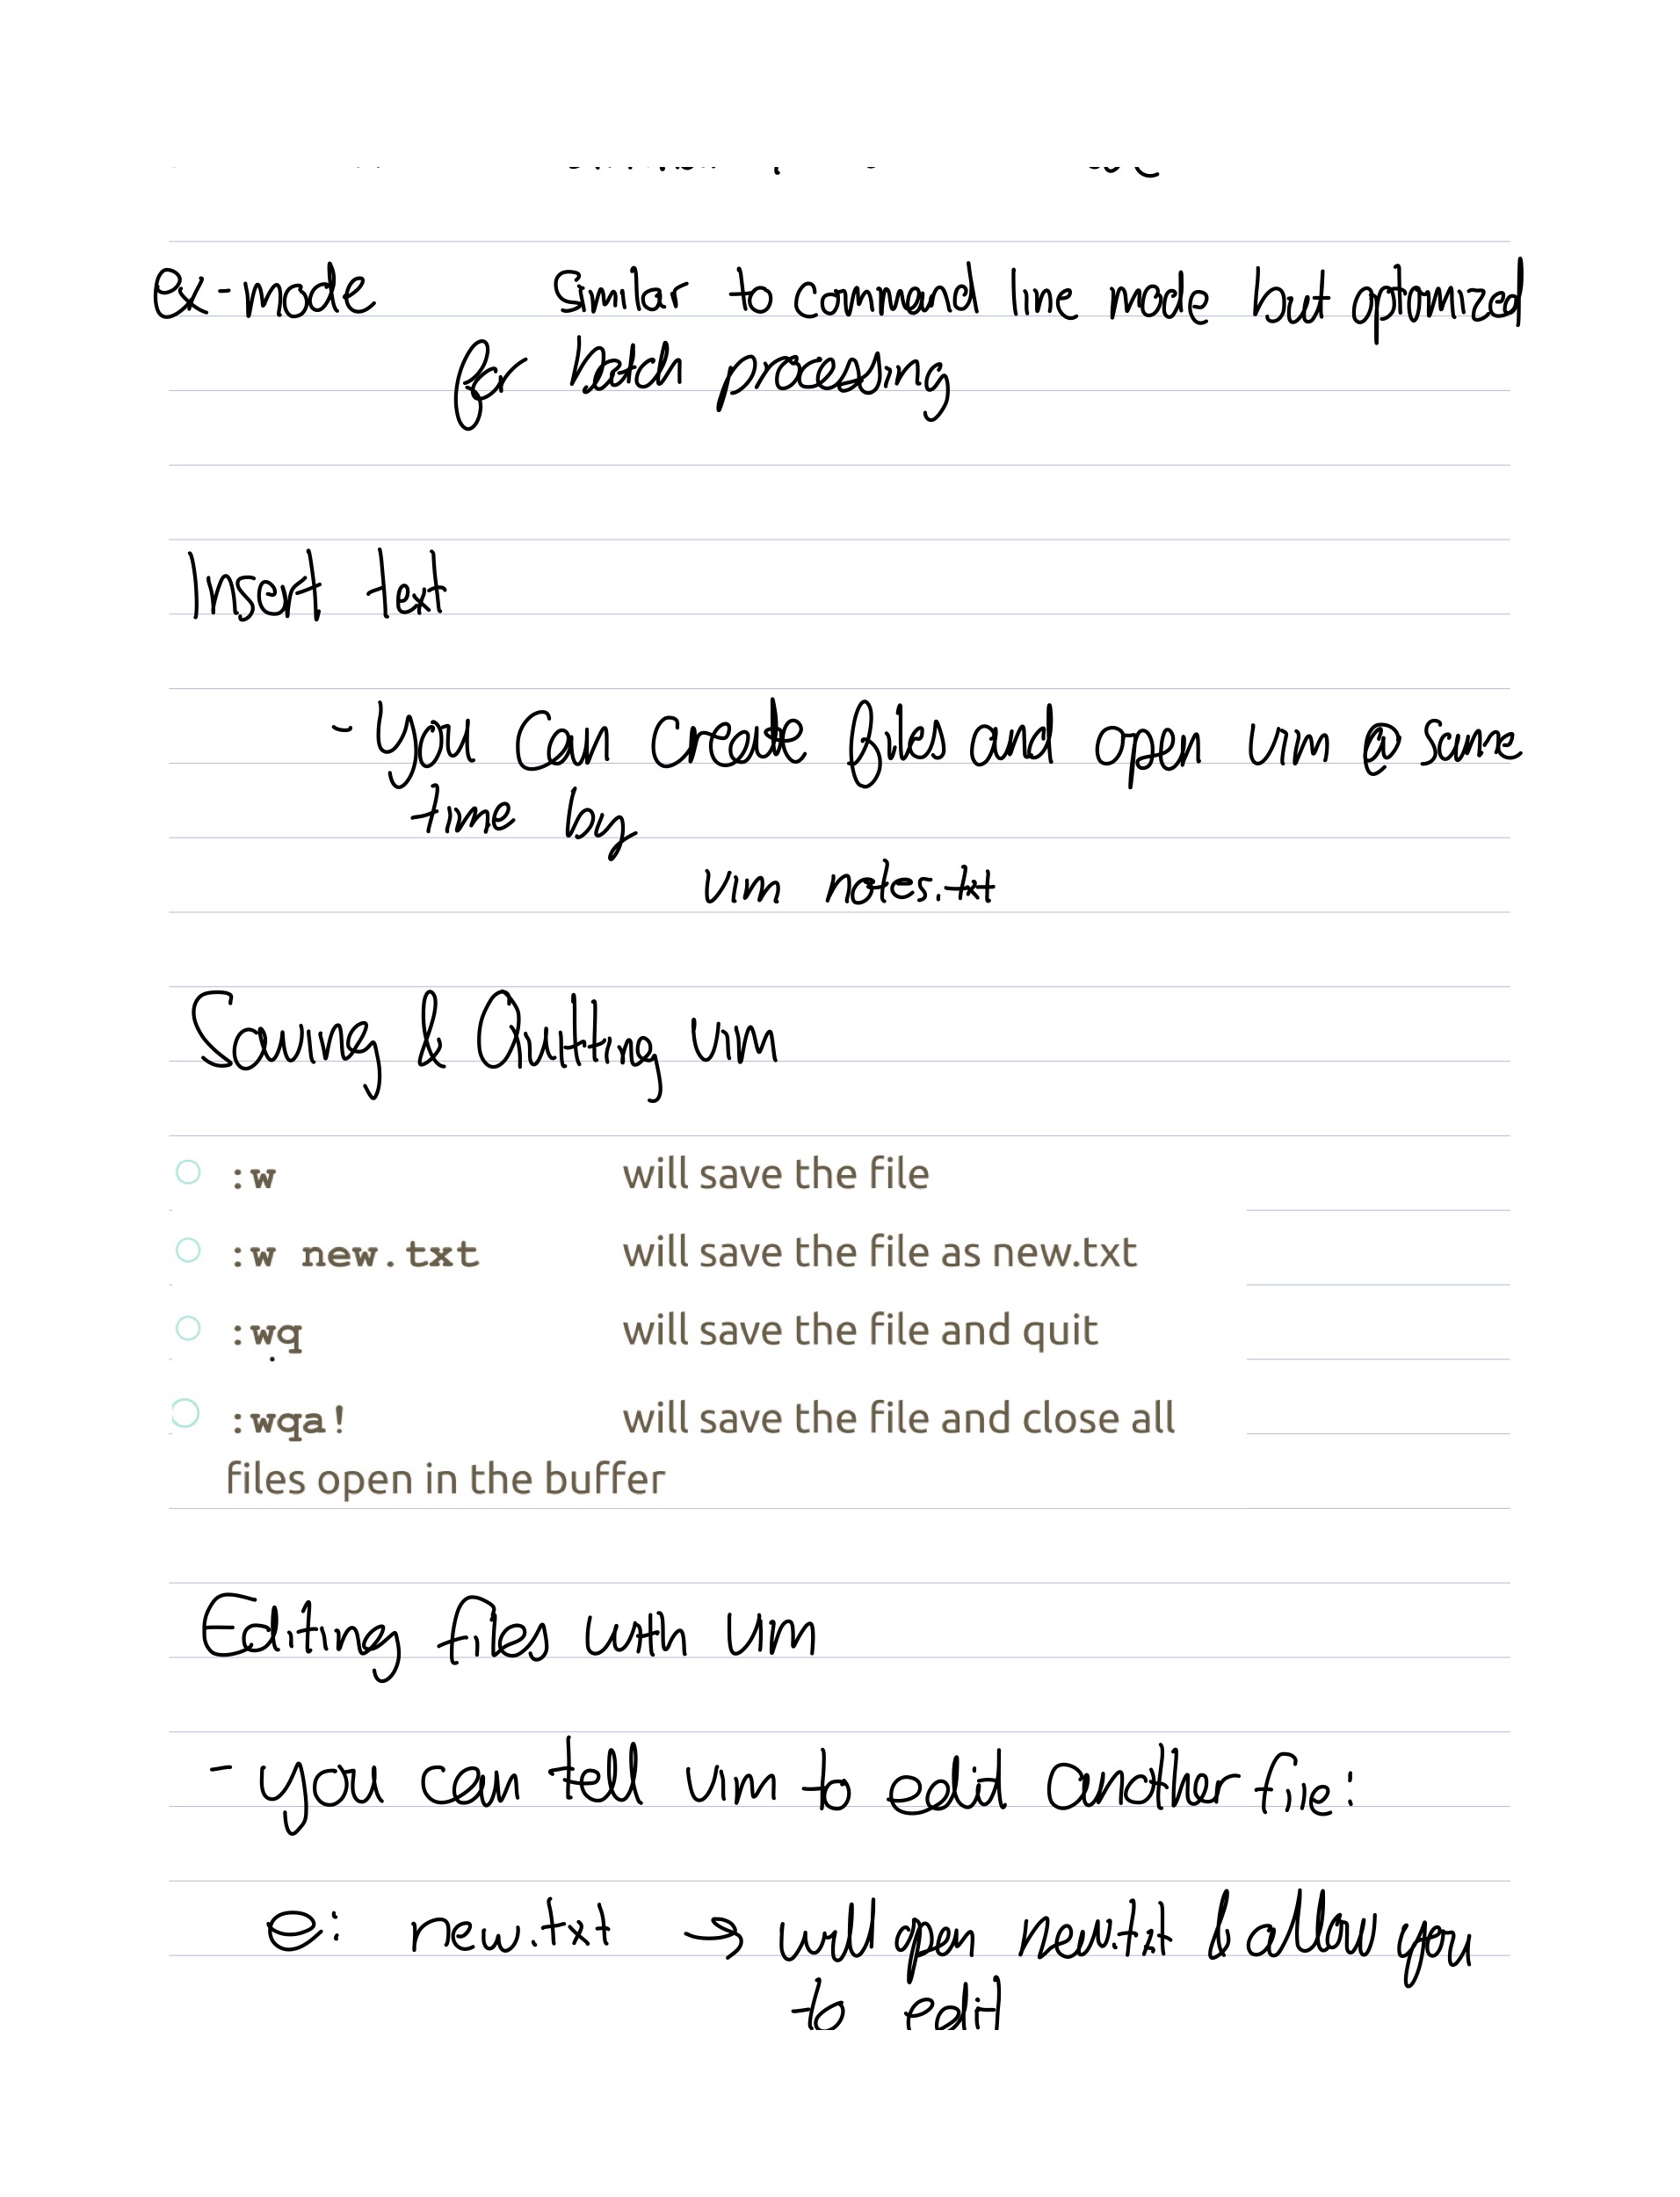 ex-mode similar to command line mode but optomized
for batch processing
Insert text
- You can create files and open vim @ same
time by
vim notes.txt
Saving & Quitting vim
:w will save the file
:w new.txt will save the file as new.txt
:wq will save the file and quit
:wqa! will save the file and close all
files open in the buffer
Editing files with vim
- you can tell vim to edit another file:
e: new.txt → will open new.txt & allow you
to edit